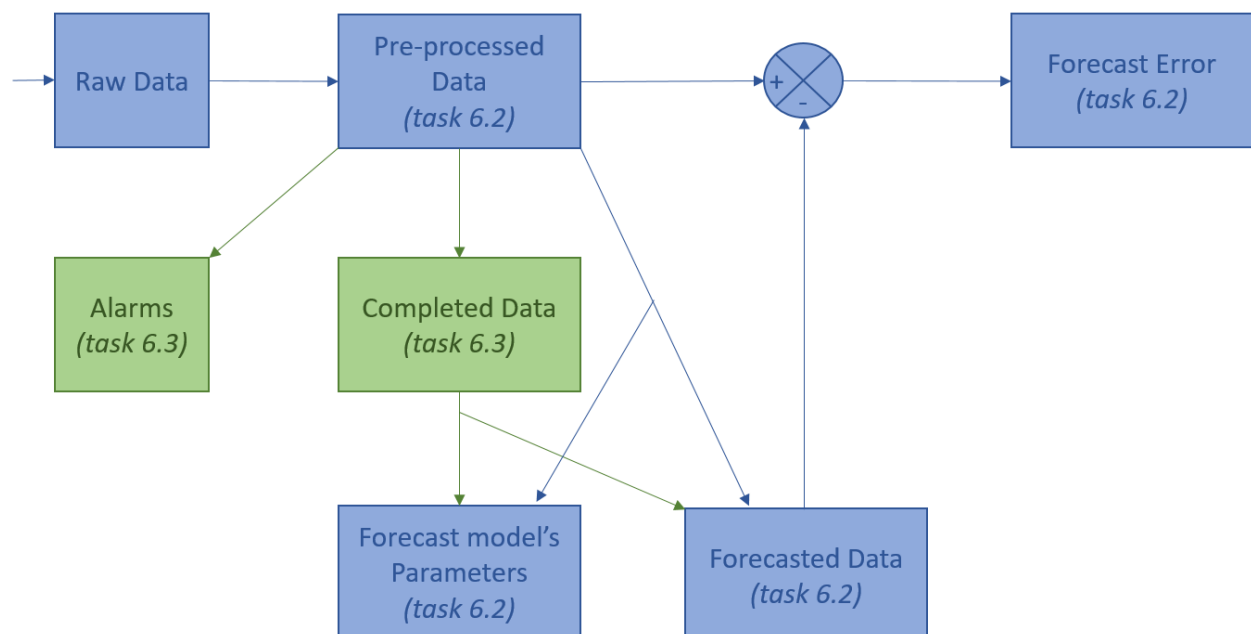 Raw Data
Pre-processed
Data
(task 6.2)
+
-
Forecast Error
(task 6.2)
Alarms
(task 6.3)
Completed Data
(task 6.3)
Forecast model’s
Parameters
(task 6.2)
Forecasted Data
(task 6.2)